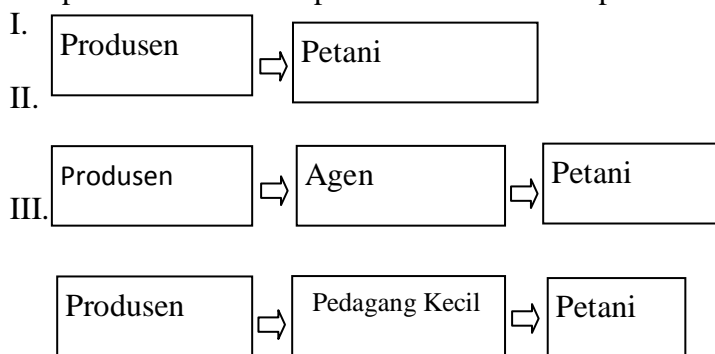 I.
Produsen Petani
II.
Produsen Agen Petani
III.
Produsen Pedagang Kecil Petani